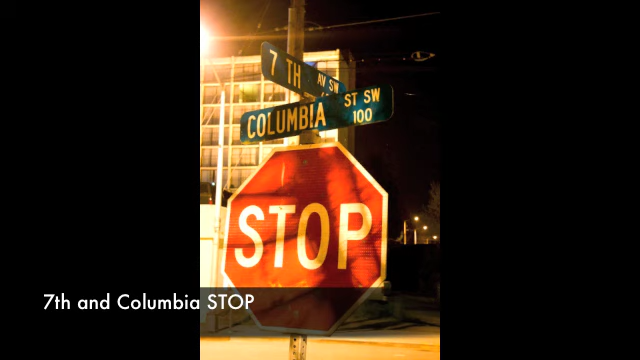 7 TH AV SW
COLUMBIA ST SW
100
STOP
7th and Columbia STOP